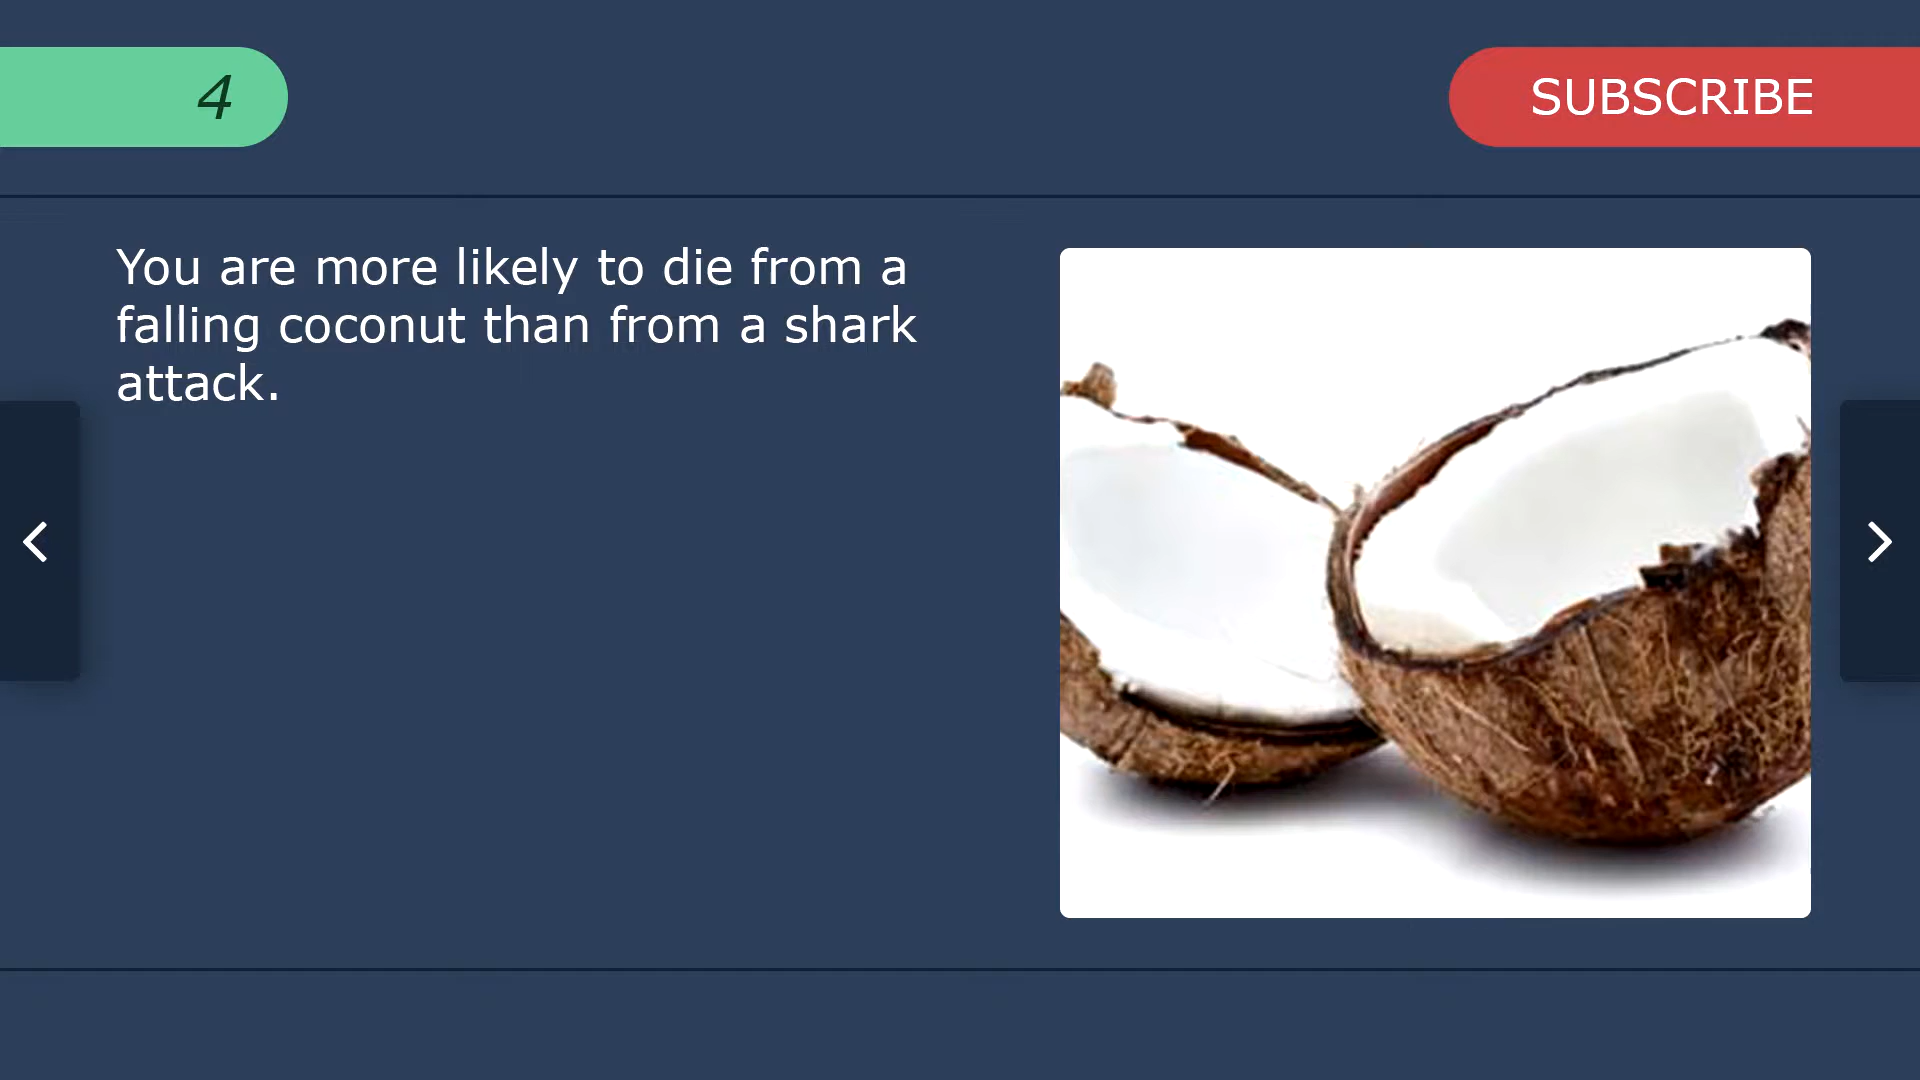 4
SUBSCRIBE
You are more likely to die from a
falling coconut than from a shark
attack.